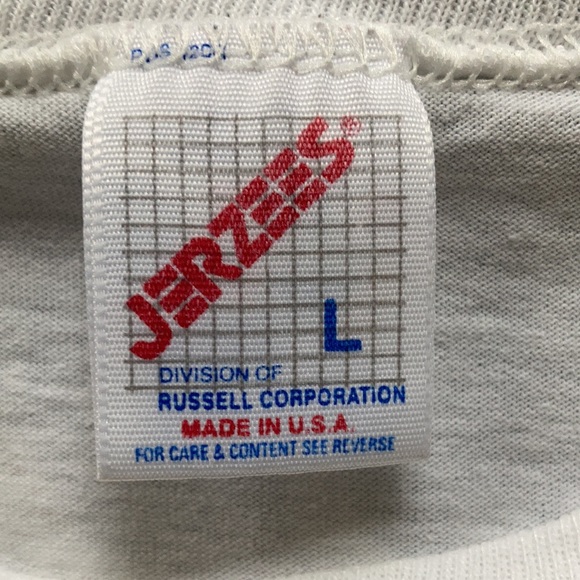 JERZEES®
L
DIVISION OF
RUSSELL CORPORATION
MADE IN U.S.A.
FOR CARE & CONTENT SEE REVERSE